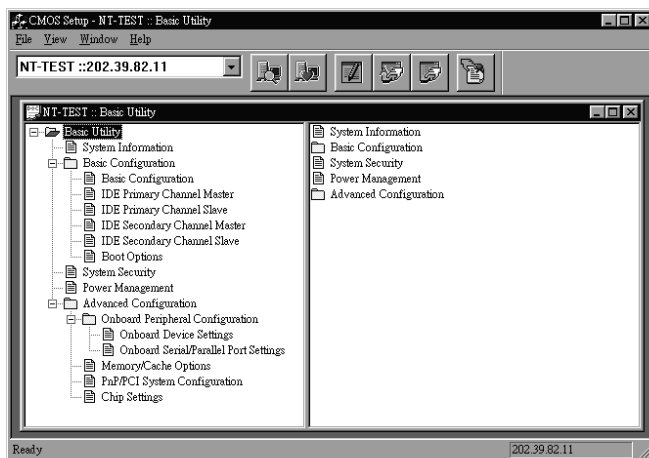 CMOS Setup - NT-TEST :: Basic Utility
File View Window Help
NT-TEST ::202.39.82.11
NT-TEST :: Basic Utility
Basic Utility
System Information
Basic Configuration
Basic Configuration
IDE Primary Channel Master
IDE Primary Channel Slave
IDE Secondary Channel Master
IDE Secondary Channel Slave
Boot Options
System Security
Power Management
Advanced Configuration
Onboard Peripheral Configuration
Onboard Device Settings
Onboard Serial/Parallel Port Settings
Memory/Cache Options
PnP/PCI System Configuration
Chip Settings
System Information
Basic Configuration
System Security
Power Management
Advanced Configuration
Ready
202.39.82.11